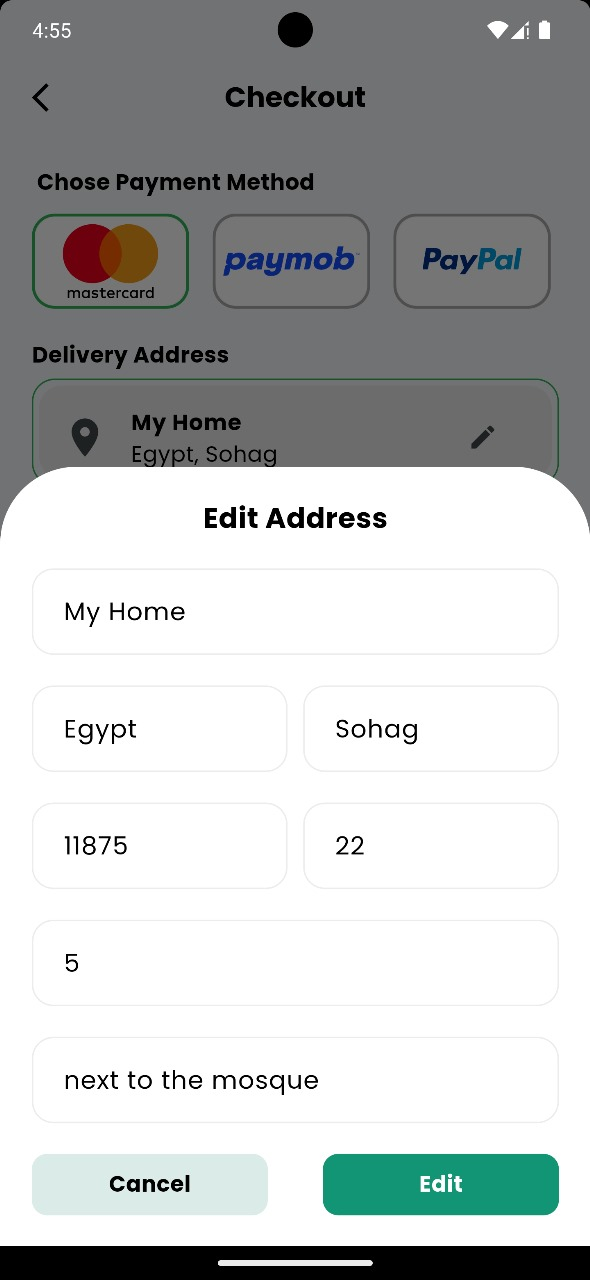 4:55
Checkout
Chose Payment Method
mastercard
paymob
PayPal
Delivery Address
My Home
Egypt, Sohag
Edit Address
My Home
Egypt
Sohag
11875
22
5
next to the mosque
Cancel
Edit